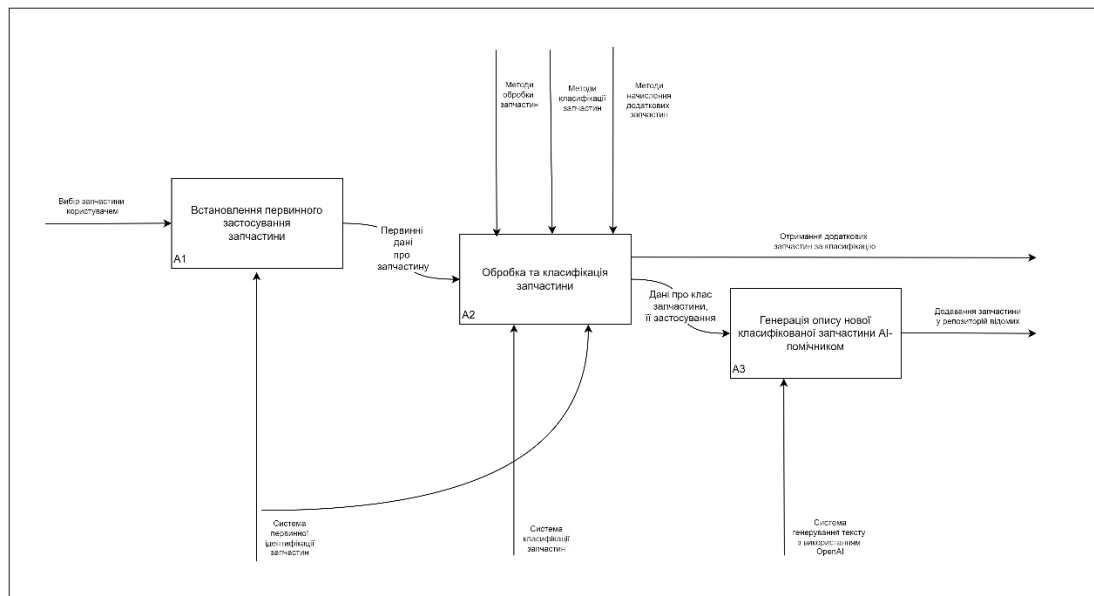 Методи
обробки
запчастин
Методи
класифікації
запчастин
Методи
начислення
додаткових
запчастин
Вибір запчастини
користувачем
Встановлення первинного
застосування
запчастини
A1
Первинні
дані
про
запчастину
Обробка та класифікація
запчастини
A2
Отримання додаткових
запчастин за класифікацію
Дані про клас
запчастини,
її застосування
Генерація опису нової
класифікованої запчастини AI-
помічником
A3
Додавання запчастини
у репозиторій відомих
Система
первинної
ідентифікації
запчастин
Система
класифікації
запчастин
Система
генерування тексту
з використанням
OpenAI